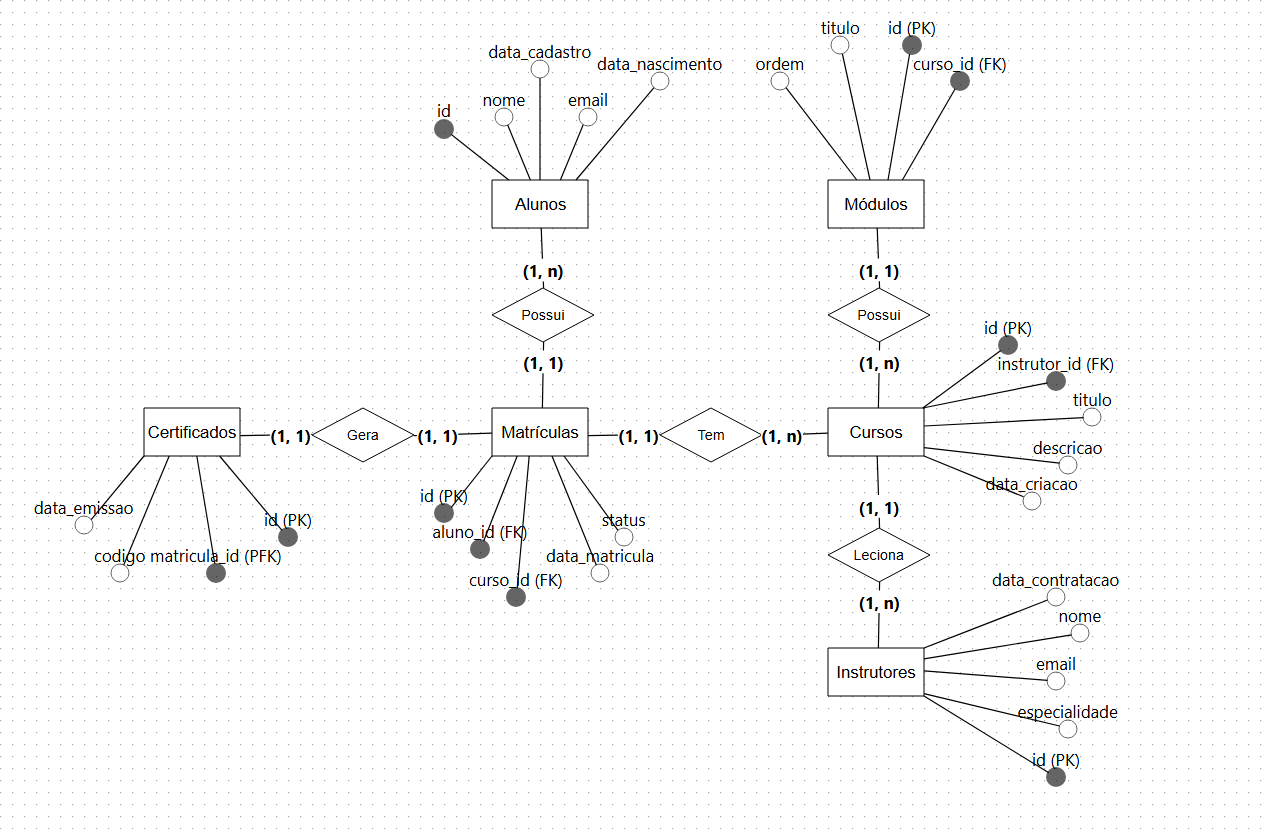 titulo
id (PK)
data_cadastro
data_nascimento
ordem
curso_id (FK)
id
nome
email
Alunos
Módulos
(1, n)
(1, 1)
Possui
Possui
(1, 1)
(1, n)
id (PK)
instrutor_id (FK)
titulo
descricao
data_criacao
Certificados
(1, 1)
Gera
(1, 1)
Matrículas
(1, 1)
Tem
(1, n)
Cursos
data_emissao
id (PK)
codigo
matricula_id (PFK)
id (PK)
aluno_id (FK)
curso_id (FK)
status
data_matricula
(1, 1)
Leciona
(1, n)
Instrutores
data_contratacao
nome
email
especialidade
id (PK)